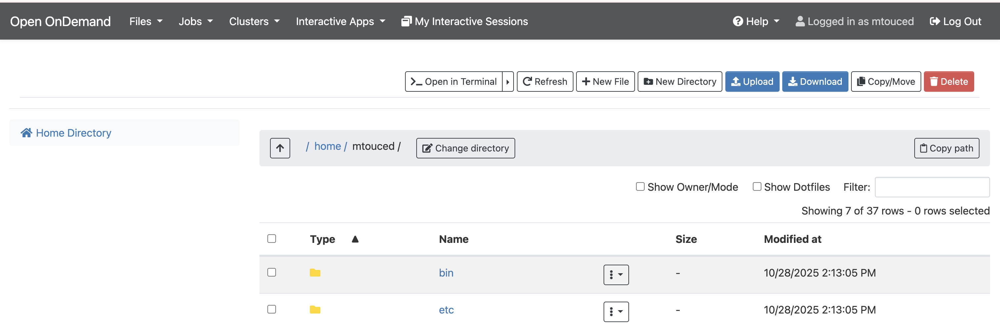 Open OnDemand Files Jobs Clusters Interactive Apps My Interactive Sessions Help Logged in as mtouced Log Out
Open in Terminal Refresh New File New Directory Upload Download Copy/Move Delete
Home Directory
/ home / mtouced / Change directory Copy path
Show Owner/Mode Show Dotfiles Filter:
Showing 7 of 37 rows - 0 rows selected
Type Name Size Modified at
bin - 10/28/2025 2:13:05 PM
etc - 10/28/2025 2:13:05 PM